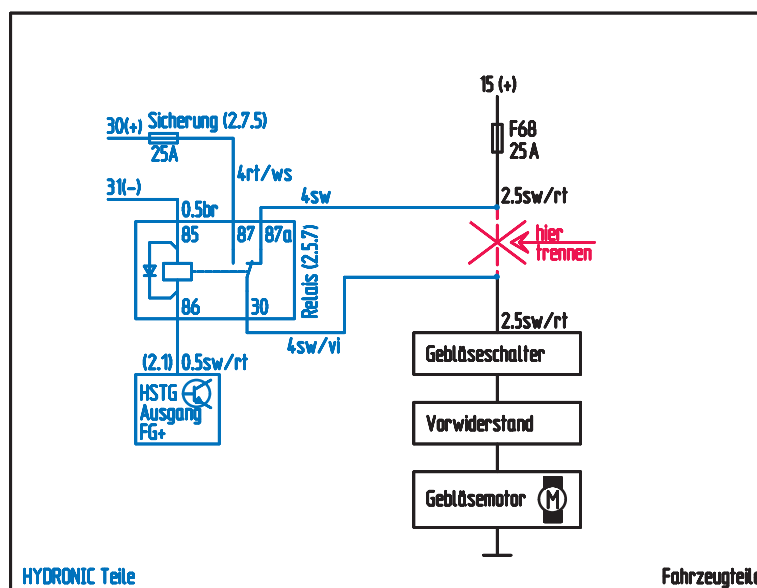 15 (+)
30(+) Sicherung (2.7.5)
25A
F68
25A
4rt/ws
31(-)
4sw
2.5sw/rt
0.5br
85 87 87a
hier
trennen
Relais (2.5.7)
86 30
4sw/vi
2.5sw/rt
(2.1) 0.5sw/rt
Gebläseschalter
HSTG
Ausgang
FG+
Vorwiderstand
Gebläsemotor M
HYDRONIC Teile
Fahrzeugteile